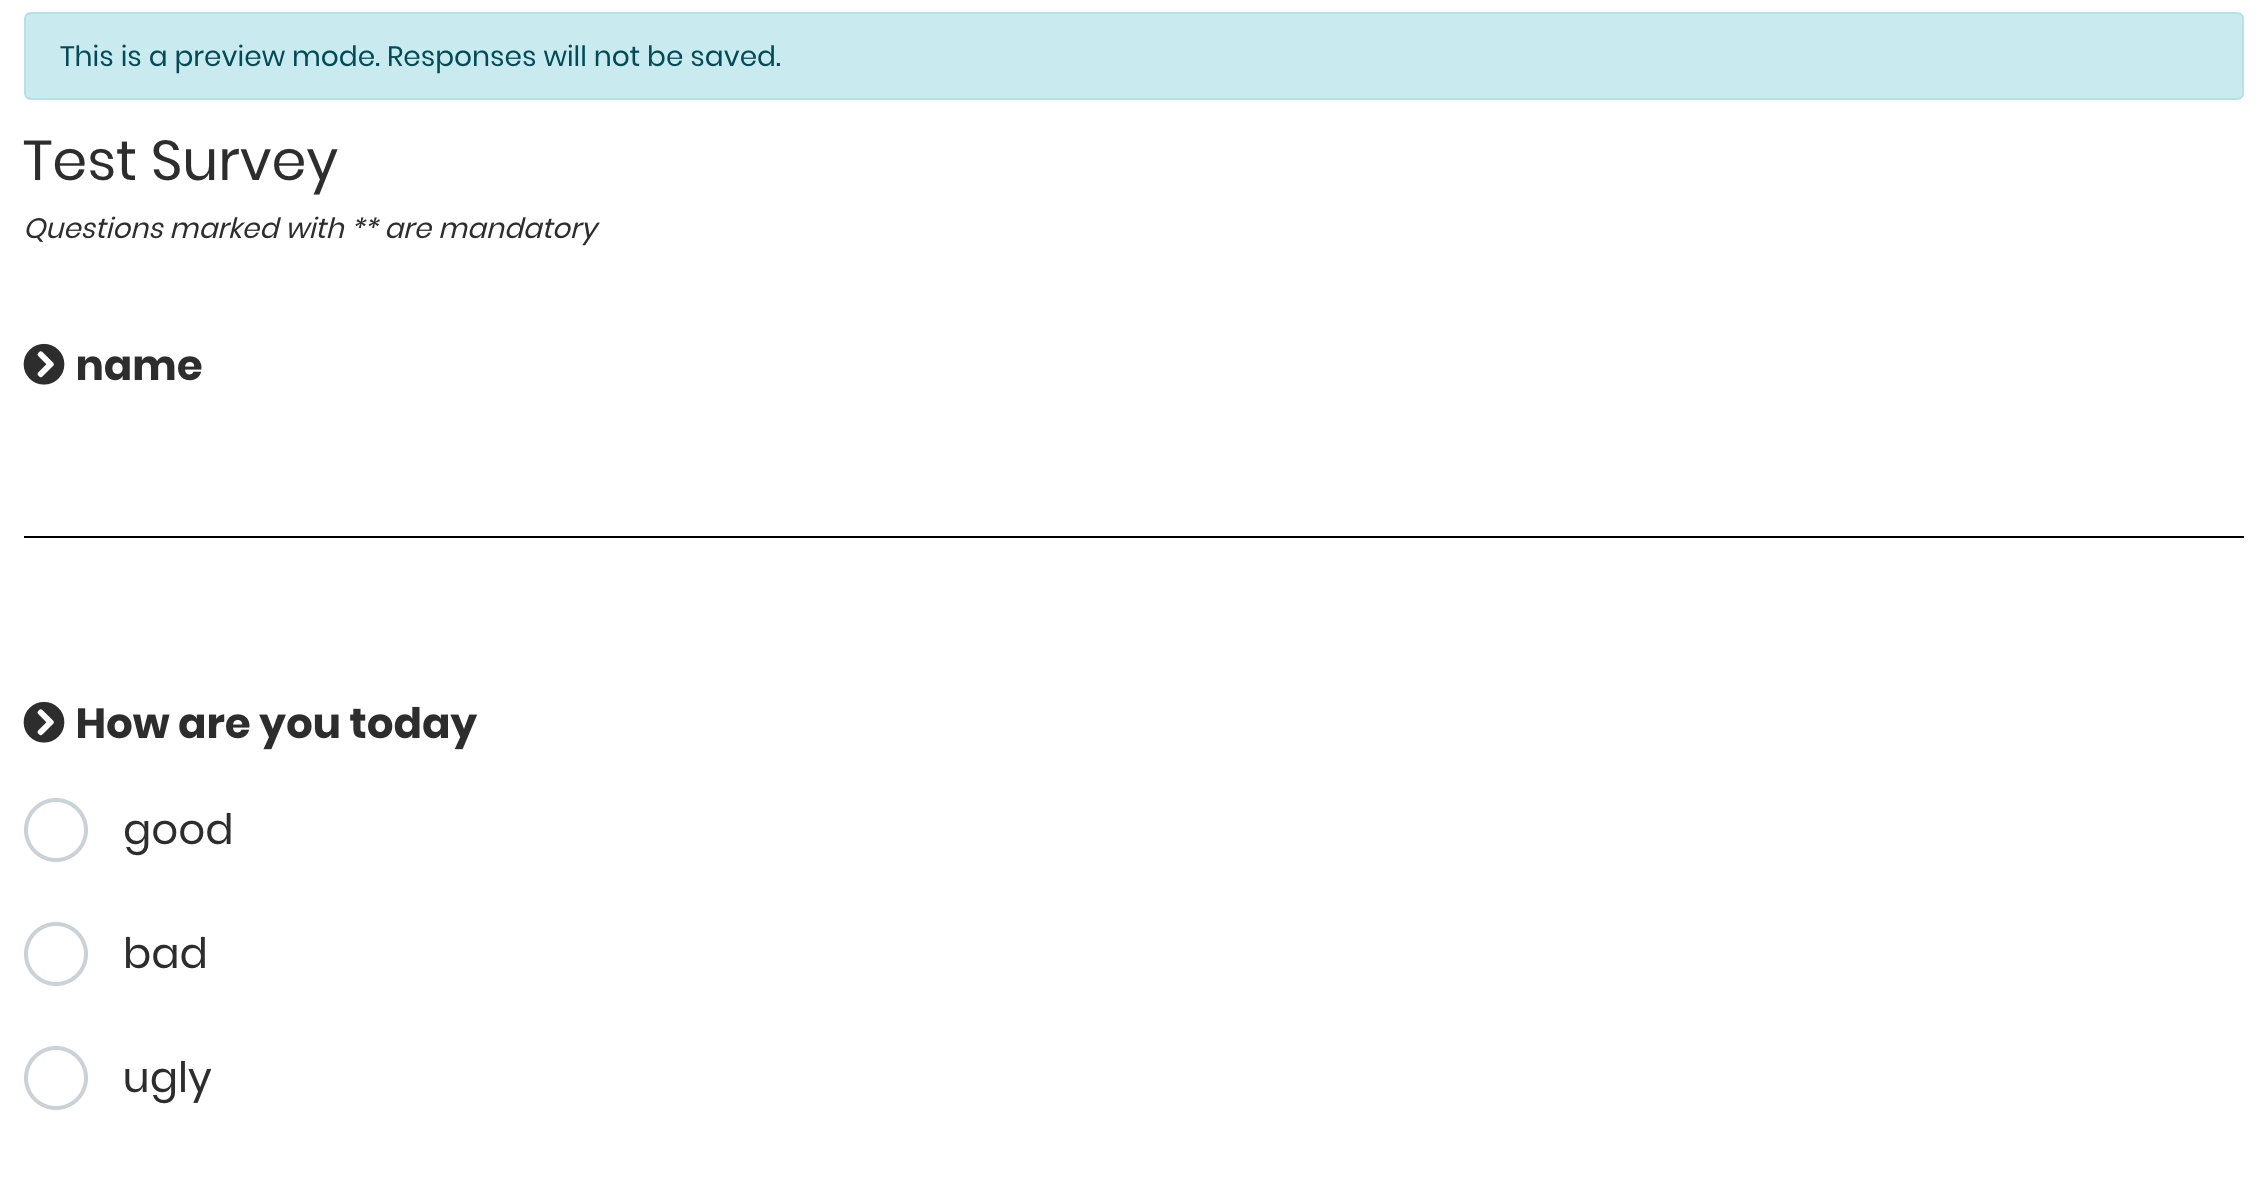 This is a preview mode. Responses will not be saved.
Test Survey
Questions marked with ** are mandatory
name
How are you today
good
bad
ugly